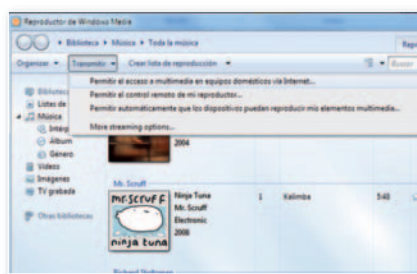 Reproductor de Windows Media
Biblioteca ▸ Música ▸ Toda la música
Organizar Transmitir Crear lista de reproducción
Permitir el acceso a multimedia en equipos domésticos vía Internet...
Permitir el control remoto de mi reproductor...
Permitir automáticamente que los dispositivos puedan reproducir mis elementos multimedia...
More streaming options...
Listas de
Música
Álbum
Género
Vídeos
Imágenes
TV grabada
Otras bibliotecas
2004
Mr. Scruff
MR.SCRUFF
ninja tuna
Ninja Tuna
Mr. Scruff
Electronic
2008
1 Kalimba 5:48